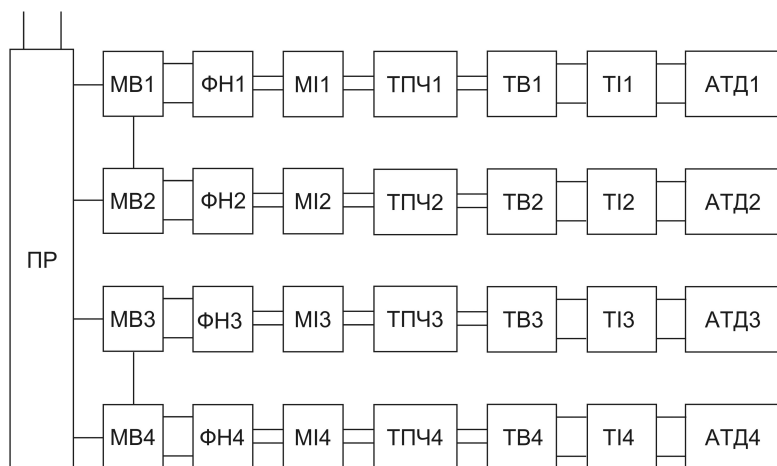 МВ1 ФН1 МІ1 ТПЧ1 ТВ1 ТІ1 АТД1
МВ2 ФН2 МІ2 ТПЧ2 ТВ2 ТІ2 АТД2
ПР
МВ3 ФН3 МІ3 ТПЧ3 ТВ3 ТІ3 АТД3
МВ4 ФН4 МІ4 ТПЧ4 ТВ4 ТІ4 АТД4